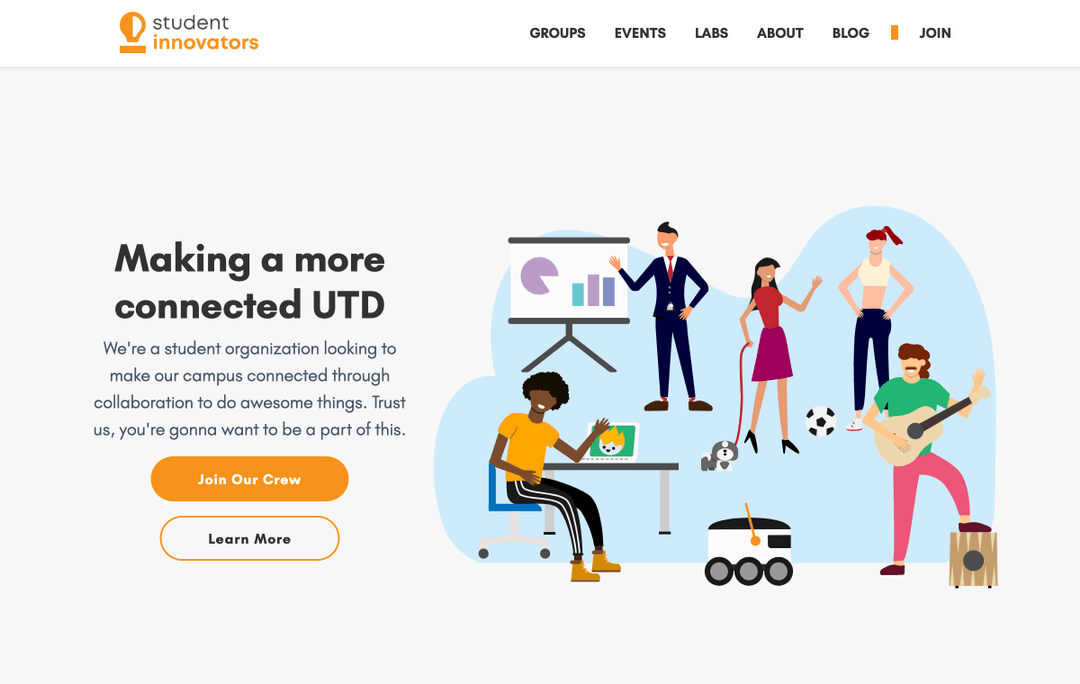 student
innovators
GROUPS EVENTS LABS ABOUT BLOG JOIN
Making a more
connected UTD
We're a student organization looking to
make our campus connected through
collaboration to do awesome things. Trust
us, you're gonna want to be a part of this.
Join Our Crew
Learn More